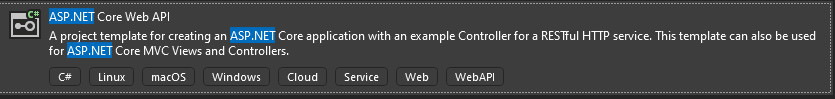 ASP.NET Core Web API
A project template for creating an ASP.NET Core application with an example Controller for a RESTful HTTP service. This template can also be used
for ASP.NET Core MVC Views and Controllers.
C# Linux macOS Windows Cloud Service Web WebAPI